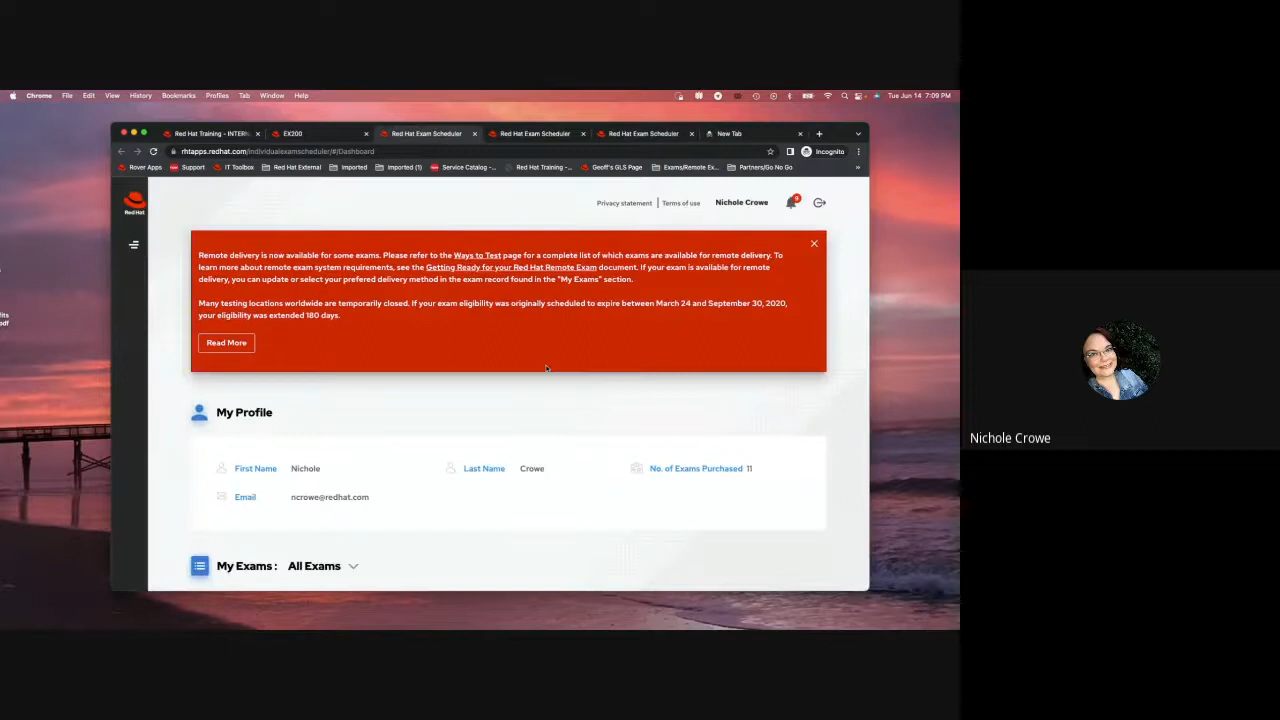 Chrome File Edit View History Bookmarks Profiles Tab Window Help Tue Jun 14 7:09 PM
Red Hat Training - INTERN Red Hat Exam Scheduler Red Hat Exam Scheduler Red Hat Exam Scheduler New Tab
EX200
rhtapps.redhat.com/individualexamscheduler/#/Dashboard Incognito
Rover Apps Support IT Toolbox Red Hat External Imported Imported (1) Service Catalog -... Red Hat Training -... Geoff's GLS Page Exams/Remote Ex... Partners/Go No Go
Red Hat
Privacy statement | Terms of use Nichole Crowe 9
Remote delivery is now available for some exams. Please refer to the Ways to Test page for a complete list of which exams are available for remote delivery. To
learn more about remote exam system requirements, see the Getting Ready for your Red Hat Remote Exam document. If your exam is available for remote
delivery, you can update or select your prefered delivery method in the exam record found in the "My Exams" section.
Many testing locations worldwide are temporarily closed. If your exam eligibility was originally scheduled to expire between March 24 and September 30, 2020,
your eligibility was extended 180 days.
Read More
My Profile
First Name Nichole Last Name Crowe No. of Exams Purchased 11
Email ncrowe@redhat.com
My Exams : All Exams
Nichole Crowe